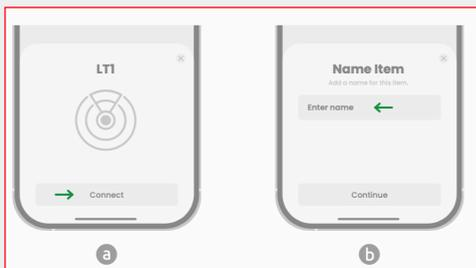 LT1
Connect
a
Name Item
Add a name for this item.
Enter name
Continue
b